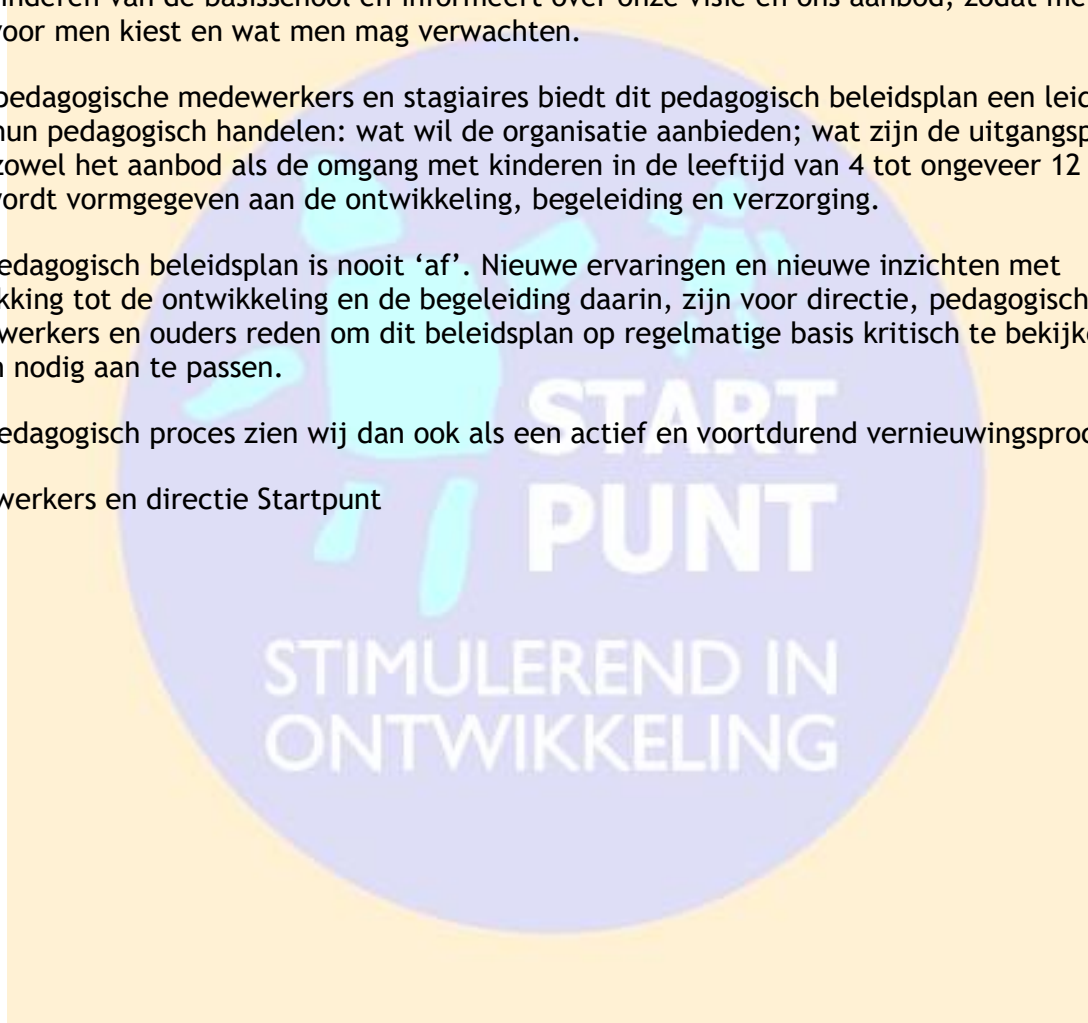 inderen van de basisschool en informeert over onze visie en ons aanbod, zodat me
voor men kiest en wat men mag verwachten.
pedagogische medewerkers en stagiaires biedt dit pedagogisch beleidsplan een leid
hun pedagogisch handelen: wat wil de organisatie aanbieden; wat zijn de uitgangsp
zowel het aanbod als de omgang met kinderen in de leeftijd van 4 tot ongeveer 12
wordt vormgegeven aan de ontwikkeling, begeleiding en verzorging.
edagogisch beleidsplan is nooit ‘af’. Nieuwe ervaringen en nieuwe inzichten met
kking tot de ontwikkeling en de begeleiding daarin, zijn voor directie, pedagogisch
werkers en ouders reden om dit beleidsplan op regelmatige basis kritisch te bekijke
n nodig aan te passen.
edagogisch proces zien wij dan ook als een actief en voortdurend vernieuwingsproc
werkers en directie Startpunt
START
PUNT
STIMULEREND IN
ONTWIKKELING